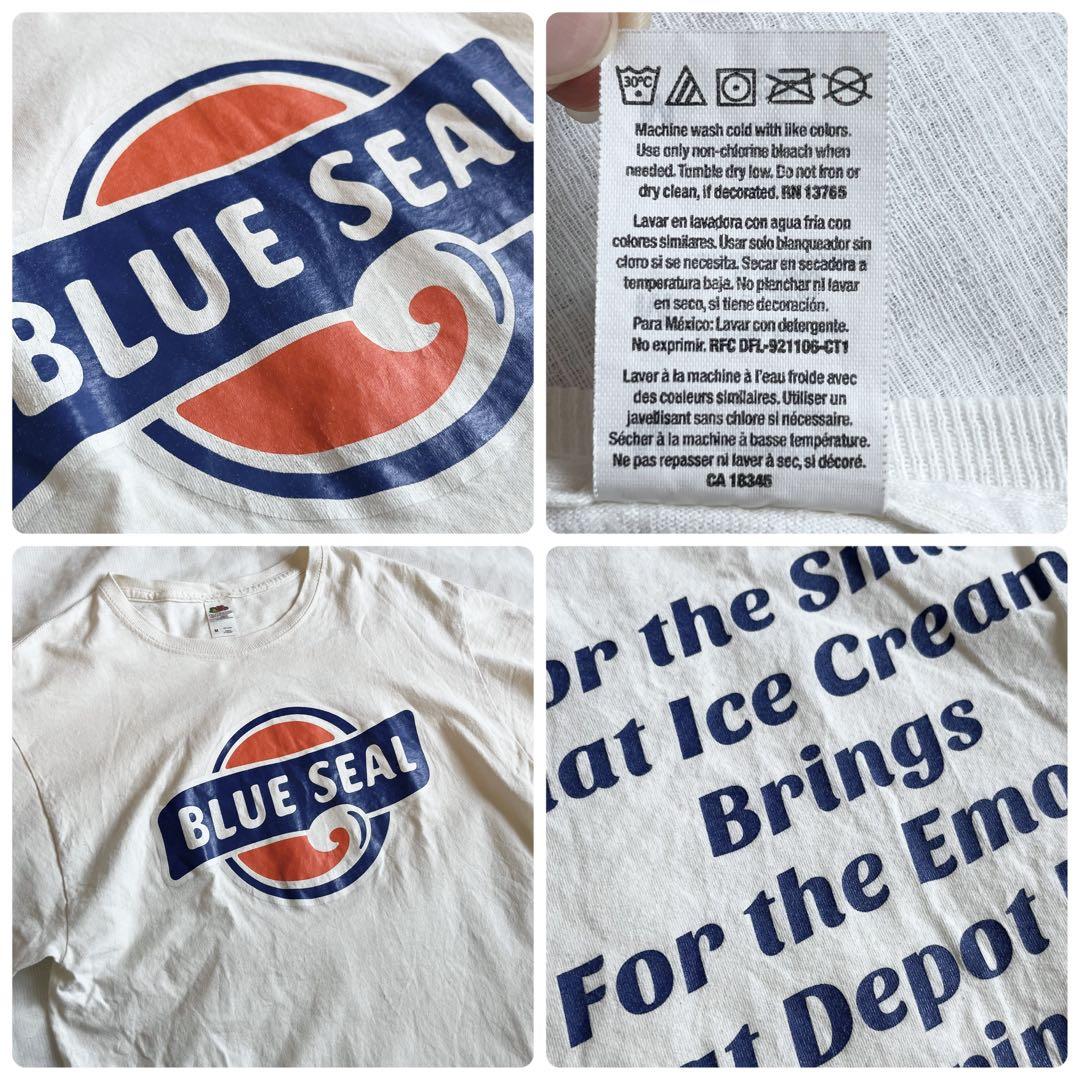 BLUE SEAL
30°C
Machine wash cold with like colors.
Use only non-chlorine bleach when
needed. Tumble dry low. Do not iron or
dry clean, if decorated. RN 13765
Lavar en lavadora con agua fría con
colores similares. Usar solo blanqueador sin
cloro si se necesita. Secar en secadora a
temperatura baja. No planchar ni lavar
en seco, si tiene decoración.
Para México: Lavar con detergente.
No exprimir. RFC DFL-921106-CT1
Laver à la machine à l'eau froide avec
des couleurs similaires. Utiliser un
javellisant sans chlore si nécessaire.
Sécher à la machine à basse température.
Ne pas repasser ni laver à sec, si décoré.
CA 18345
M
BLUE SEAL
or the
at Ice Cream
Brings
For the Emo
at Depot